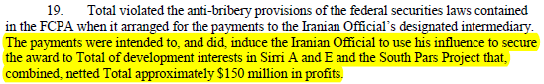 19. Total violated the anti-bribery provisions of the federal securities laws contained
in the FCPA when it arranged for the payments to the Iranian Official's designated intermediary.
The payments were intended to, and did, induce the Iranian Official to use his influence to secure
the award to Total of development interests in Sirri A and E and the South Pars Project that,
combined, netted Total approximately $150 million in profits.